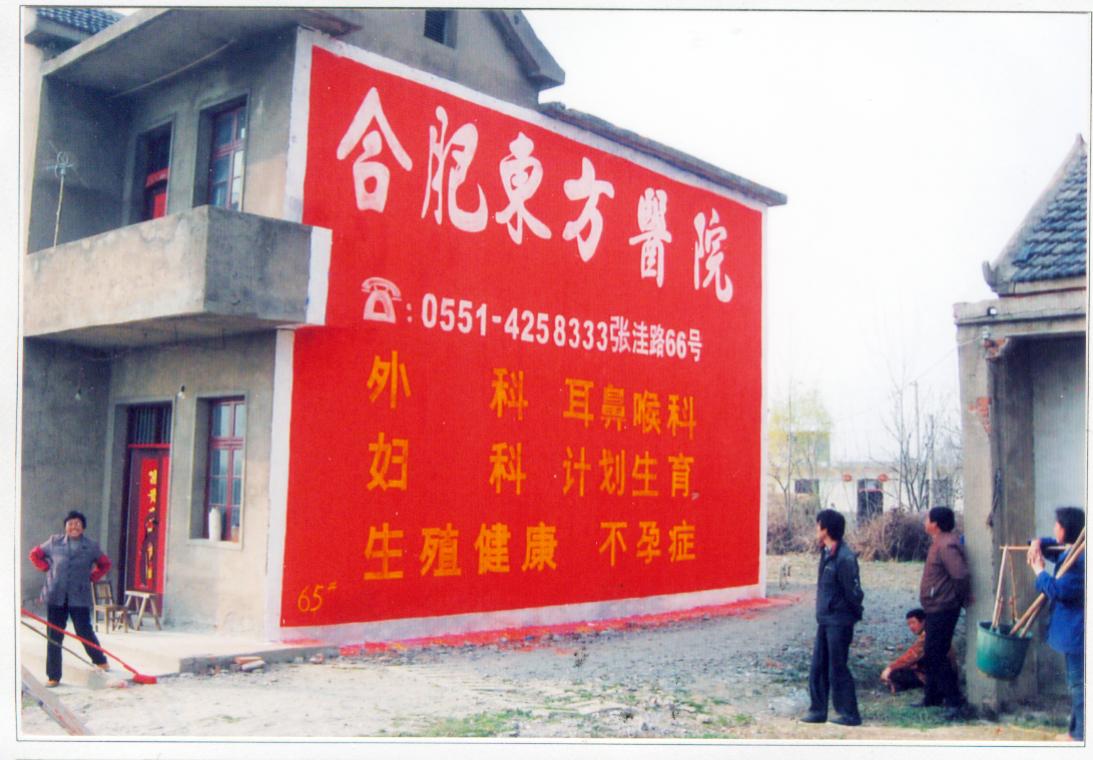 合肥東方醫院
☎:0551-4258333张洼路66号
外 科 耳鼻喉科
妇 科 计划生育
生殖健康 不孕症
65#